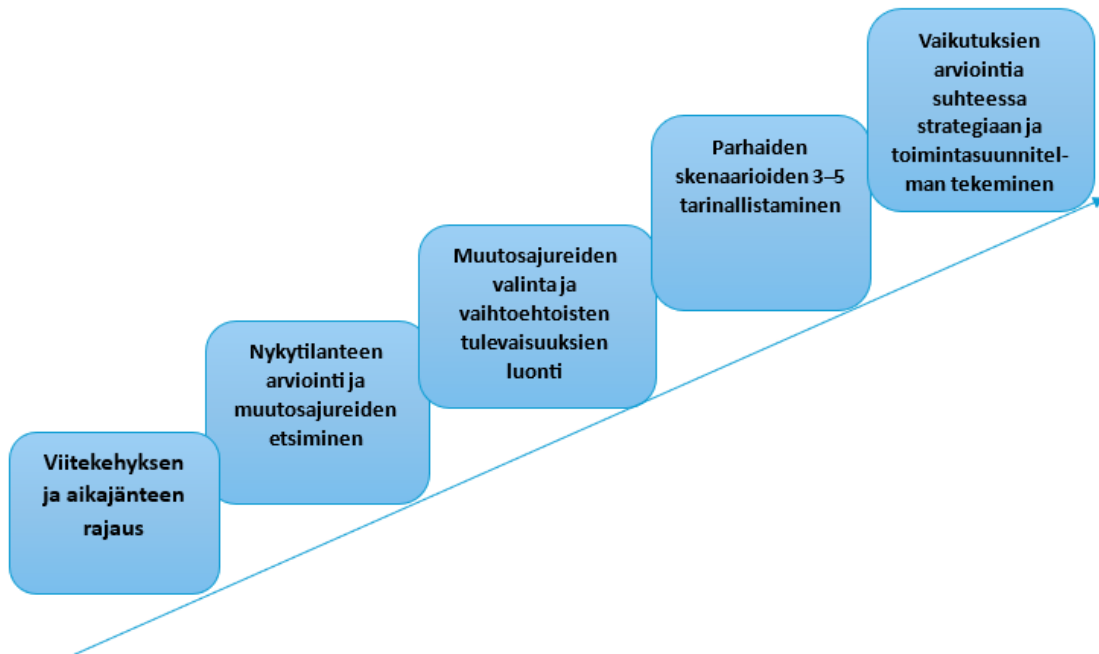 Viitekehyksen
ja aikajänteen
rajaus
Nykytilanteen
arviointi ja
muutosajureiden
etsiminen
Muutosajureiden
valinta ja
vaihtoehtoisten
tulevaisuuksien
luonti
Parhaiden
skenaarioiden 3–5
tarinallistaminen
Vaikutuksien
arviointia
suhteessa
strategiaan ja
toimintasuunnitel-
man tekeminen